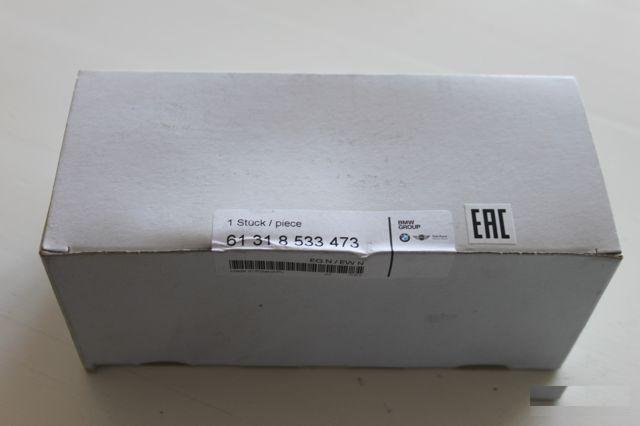 1 Stück / piece
61 31 8 533 473
EG N / EW N
BMW
GROUP
EAC